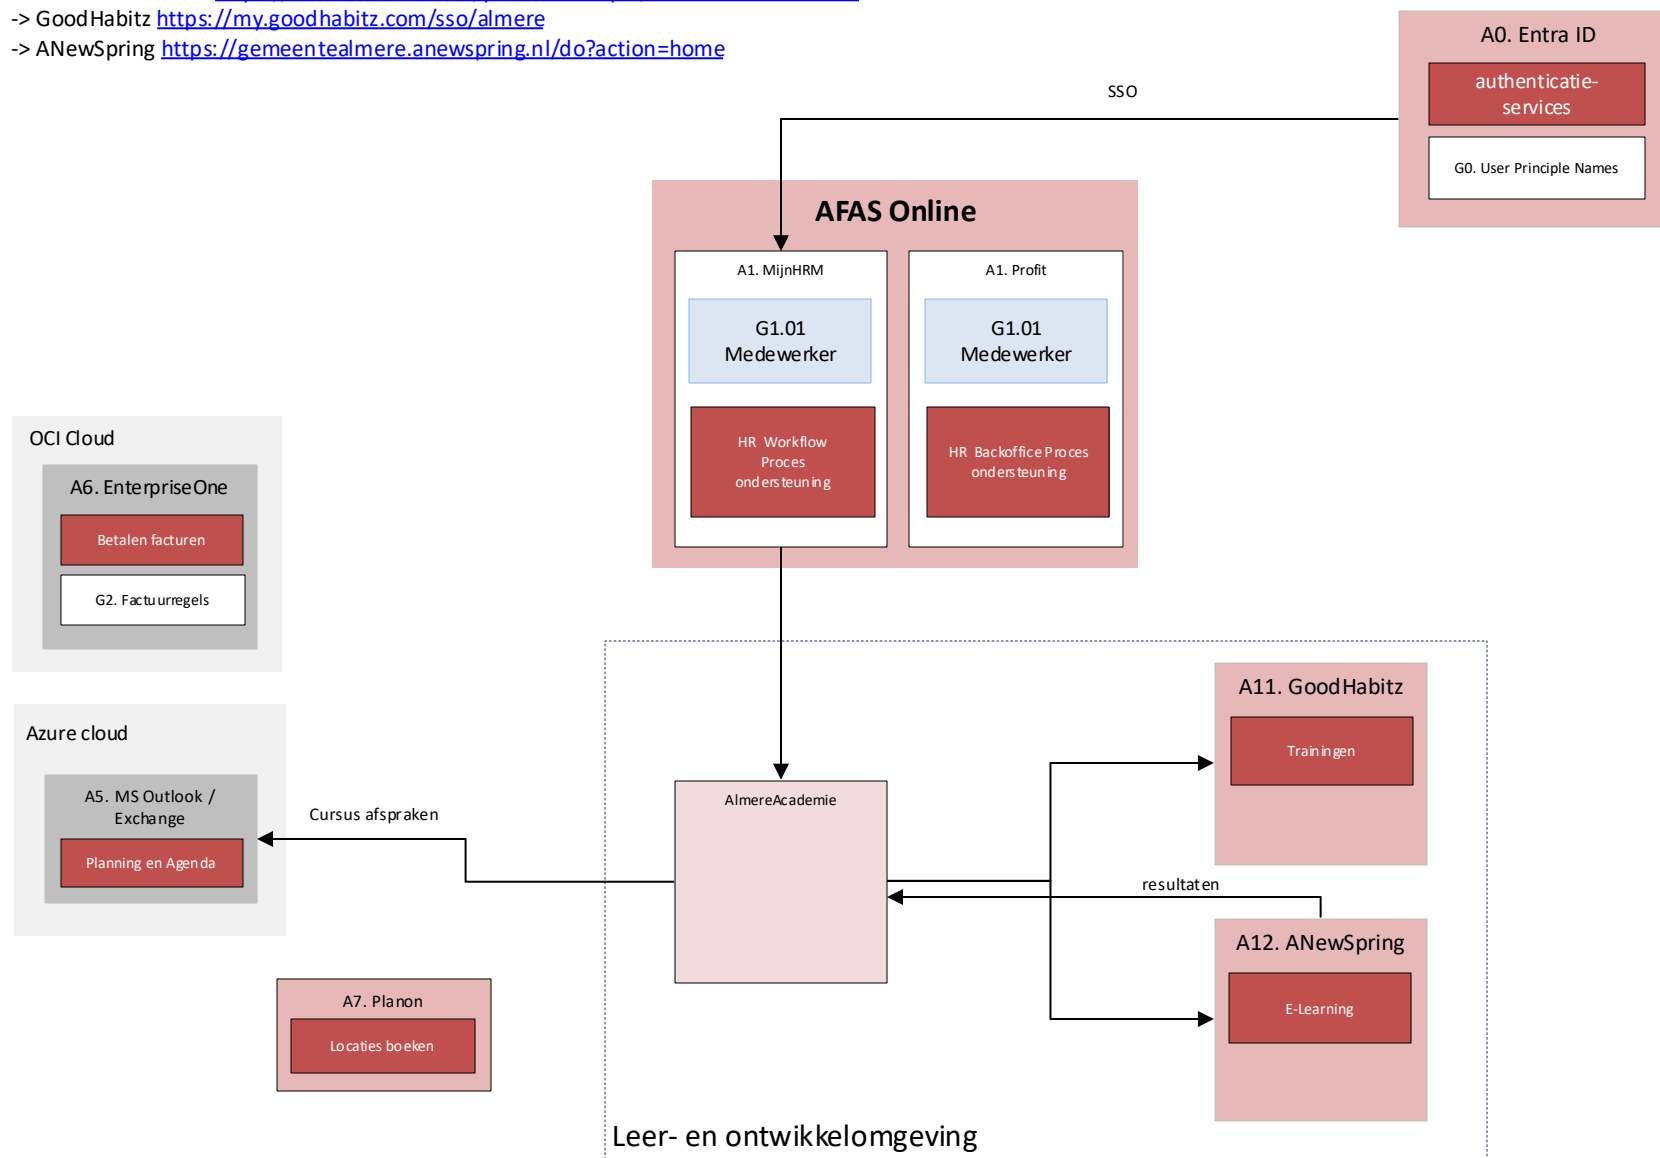 -> GoodHabitz https://my.goodhabitz.com/sso/almere
-> ANewSpring https://gemeentealmere.anewspring.nl/do?action=home
A0. Entra ID
authenticatie-
services
G0. User Principle Names
SSO
AFAS Online
A1. MijnHRM
G1.01
Medewerker
HR Workflow
Proces
ondersteuning
A1. Profit
G1.01
Medewerker
HR Backoffice Proces
ondersteuning
OCI Cloud
A6. EnterpriseOne
Betalen facturen
G2. Factuurregels
Azure cloud
A5. MS Outlook /
Exchange
Planning en Agenda
Cursus afspraken
AlmereAcademie
A11. GoodHabitz
Trainingen
resultaten
A12. ANewSpring
E-Learning
A7. Planon
Locaties boeken
Leer- en ontwikkelomgeving